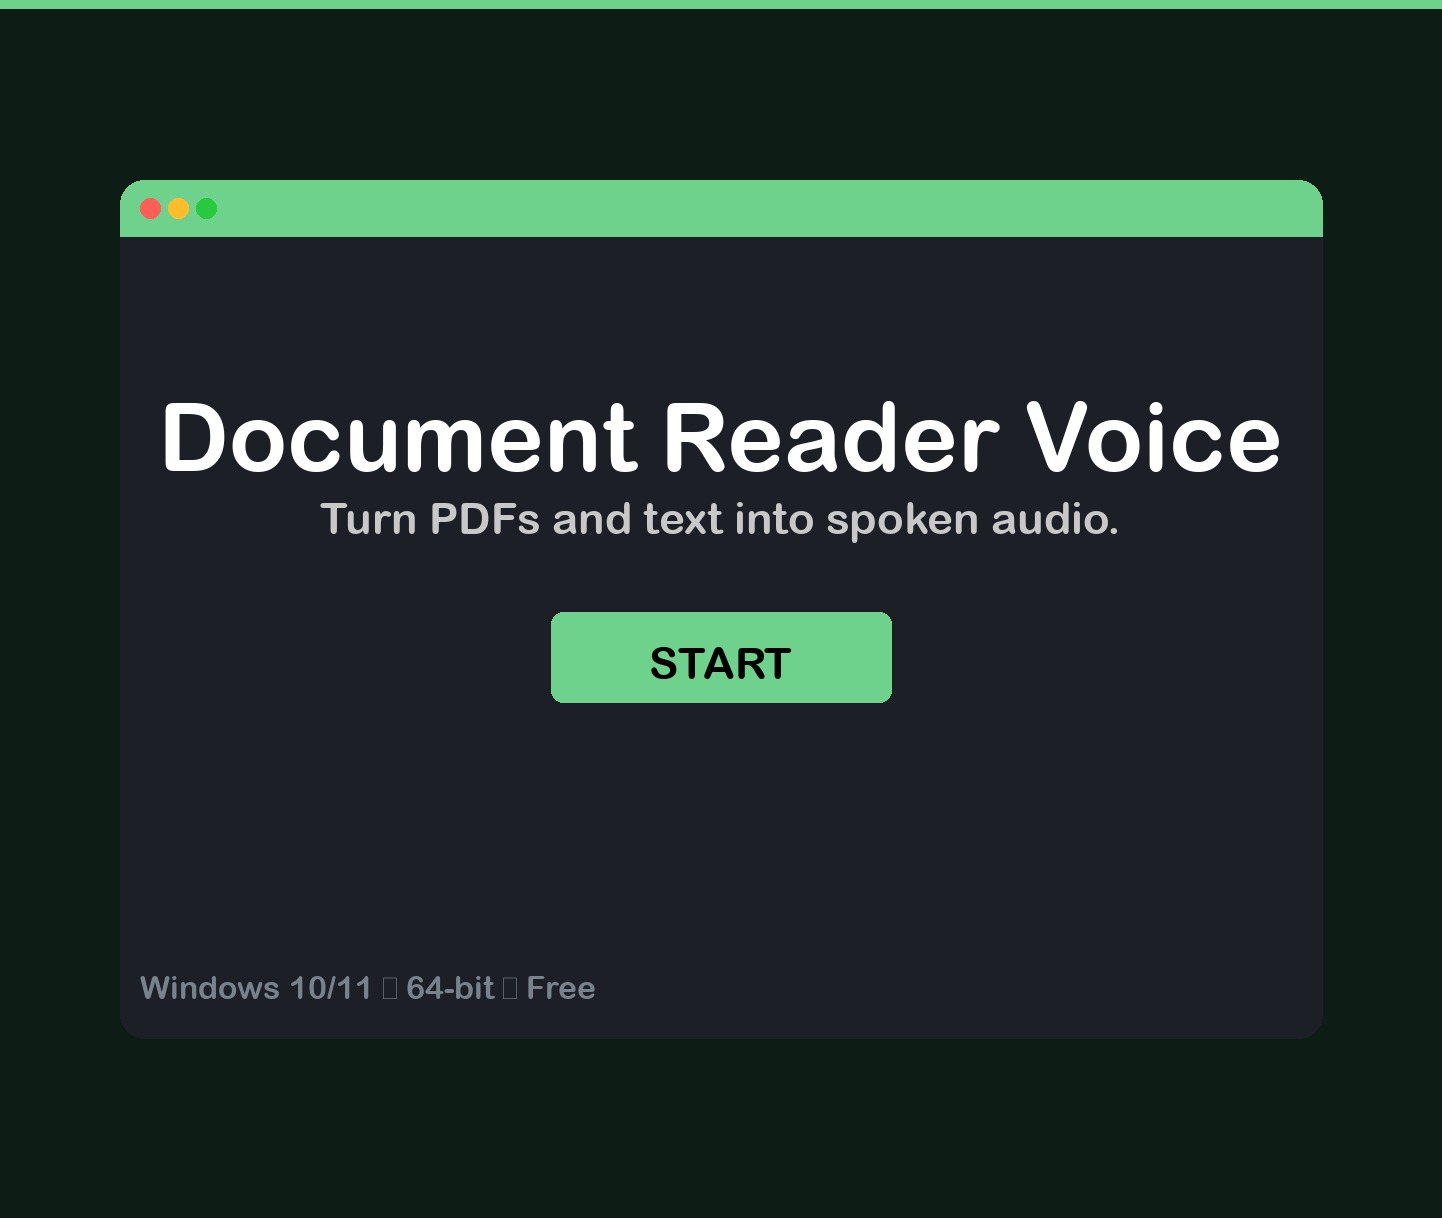 Document Reader Voice
Turn PDFs and text into spoken audio.
START
Windows 10/11 □ 64-bit □ Free